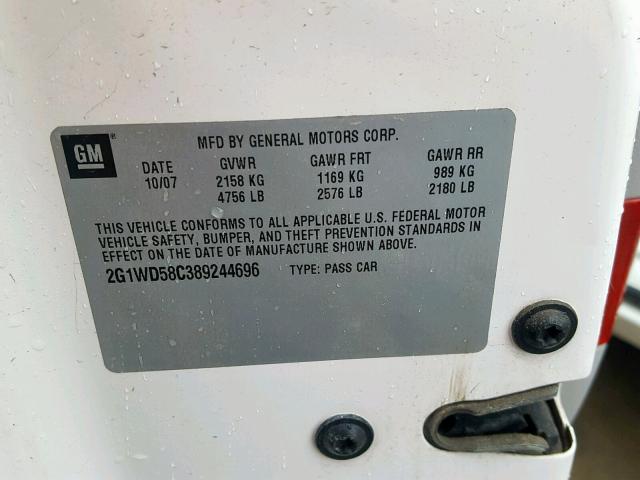 GM ®
MFD BY GENERAL MOTORS CORP.
DATE GVWR GAWR FRT GAWR RR
10/07 2158 KG 1169 KG 989 KG
4756 LB 2576 LB 2180 LB
THIS VEHICLE CONFORMS TO ALL APPLICABLE U.S. FEDERAL MOTOR
VEHICLE SAFETY, BUMPER, AND THEFT PREVENTION STANDARDS IN
EFFECT ON THE DATE OF MANUFACTURE SHOWN ABOVE.
2G1WD58C389244696 TYPE: PASS CAR